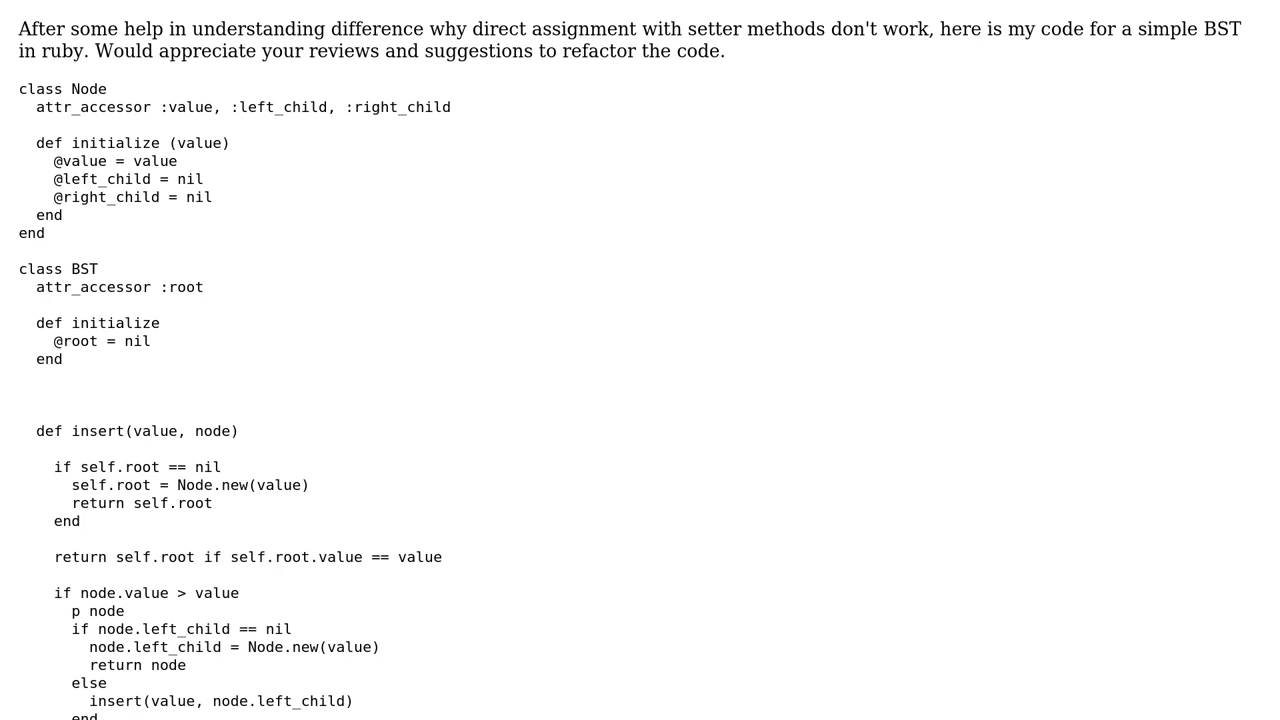 After some help in understanding difference why direct assignment with setter methods don't work, here is my code for a simple BST
in ruby. Would appreciate your reviews and suggestions to refactor the code.
class Node
  attr_accessor :value, :left_child, :right_child

  def initialize (value)
    @value = value
    @left_child = nil
    @right_child = nil
  end
end

class BST
  attr_accessor :root

  def initialize
    @root = nil
  end



  def insert(value, node)

    if self.root == nil
      self.root = Node.new(value)
      return self.root
    end

    return self.root if self.root.value == value

    if node.value > value
      p node
      if node.left_child == nil
        node.left_child = Node.new(value)
        return node
      else
        insert(value, node.left_child)
      end